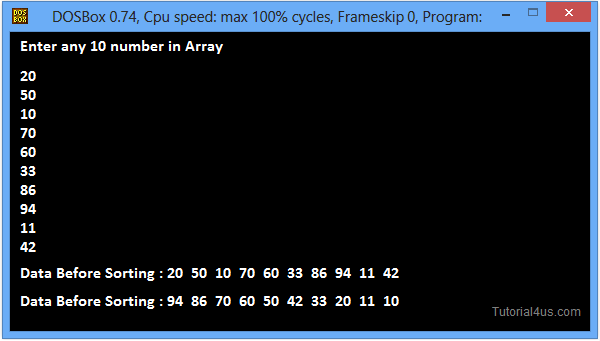 DOS BOX
DOSBox 0.74, Cpu speed: max 100% cycles, Frameskip 0, Program:
Enter any 10 number in Array
20
50
10
70
60
33
86
94
11
42
Data Before Sorting : 20 50 10 70 60 33 86 94 11 42
Data Before Sorting : 94 86 70 60 50 42 33 20 11 10
Tutorial4us.com